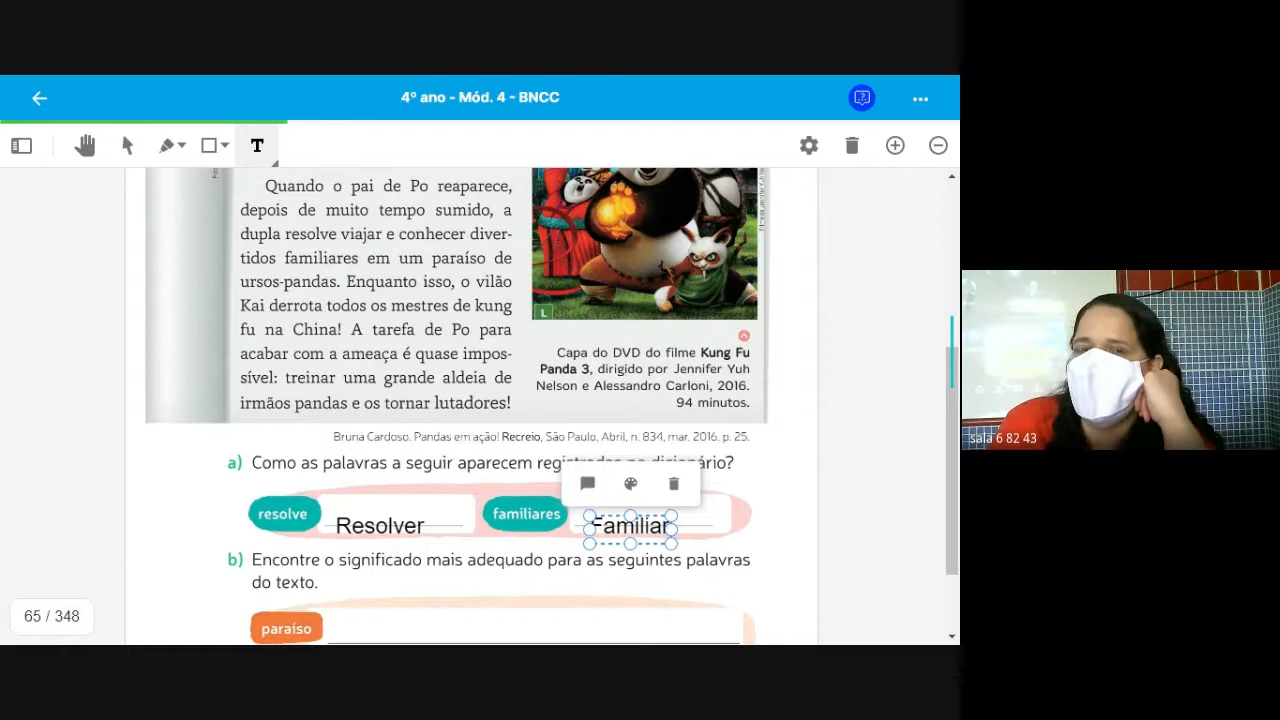 4º ano - Mód. 4 - BNCC
T
Quando o pai de Po reaparece,
depois de muito tempo sumido, a
dupla resolve viajar e conhecer diver-
tidos familiares em um paraíso de
ursos-pandas. Enquanto isso, o vilão
Kai derrota todos os mestres de kung
fu na China! A tarefa de Po para
acabar com a ameaça é quase impos-
sível: treinar uma grande aldeia de
irmãos pandas e os tornar lutadores!
L
Capa do DVD do filme Kung Fu
Panda 3, dirigido por Jennifer Yuh
Nelson e Alessandro Carloni, 2016.
94 minutos.
Bruna Cardoso. Pandas em ação! Recreio, São Paulo, Abril, n. 834, mar. 2016. p. 25.
a) Como as palavras a seguir aparecem registradas no dicionário?
resolve Resolver familiares Familiar
b) Encontre o significado mais adequado para as seguintes palavras
do texto.
paraíso
65 / 348
sala 6 82 43